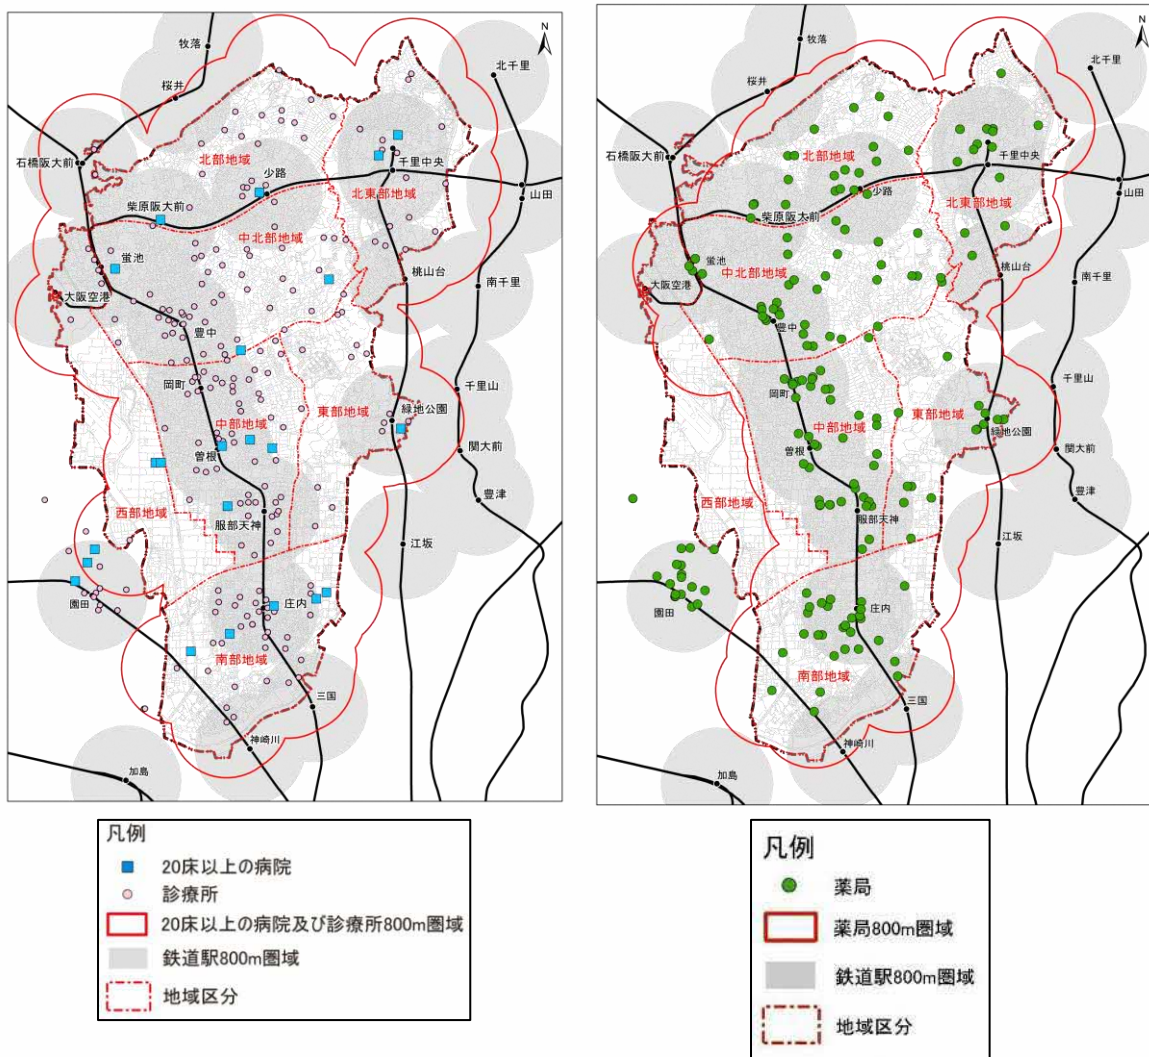 N
牧落
北千里
桜井
石橋阪大前
北部地域
千里中央
少路
山田
北東部地域
柴原阪大前
中北部地域
蛍池
桃山台
南千里
大阪空港
豊中
岡町
千里山
東部地域
緑地公園
中部地域
曽根
関大前
豊津
西部地域
服部天神
江坂
園田
庄内
南部地域
三国
神崎川
加島
凡例
20床以上の病院
診療所
20床以上の病院及び診療所800m圏域
鉄道駅800m圏域
地域区分
N
牧落
北千里
桜井
石橋阪大前
北部地域
千里中央
少路
山田
北東部地域
柴原阪大前
蛍池
中北部地域
桃山台
南千里
大阪空港
豊中
岡町
千里山
東部地域
中部地域
緑地公園
曽根
関大前
豊津
西部地域
服部天神
江坂
園田
庄内
南部地域
三国
神崎川
加島
凡例
薬局
薬局800m圏域
鉄道駅800m圏域
地域区分